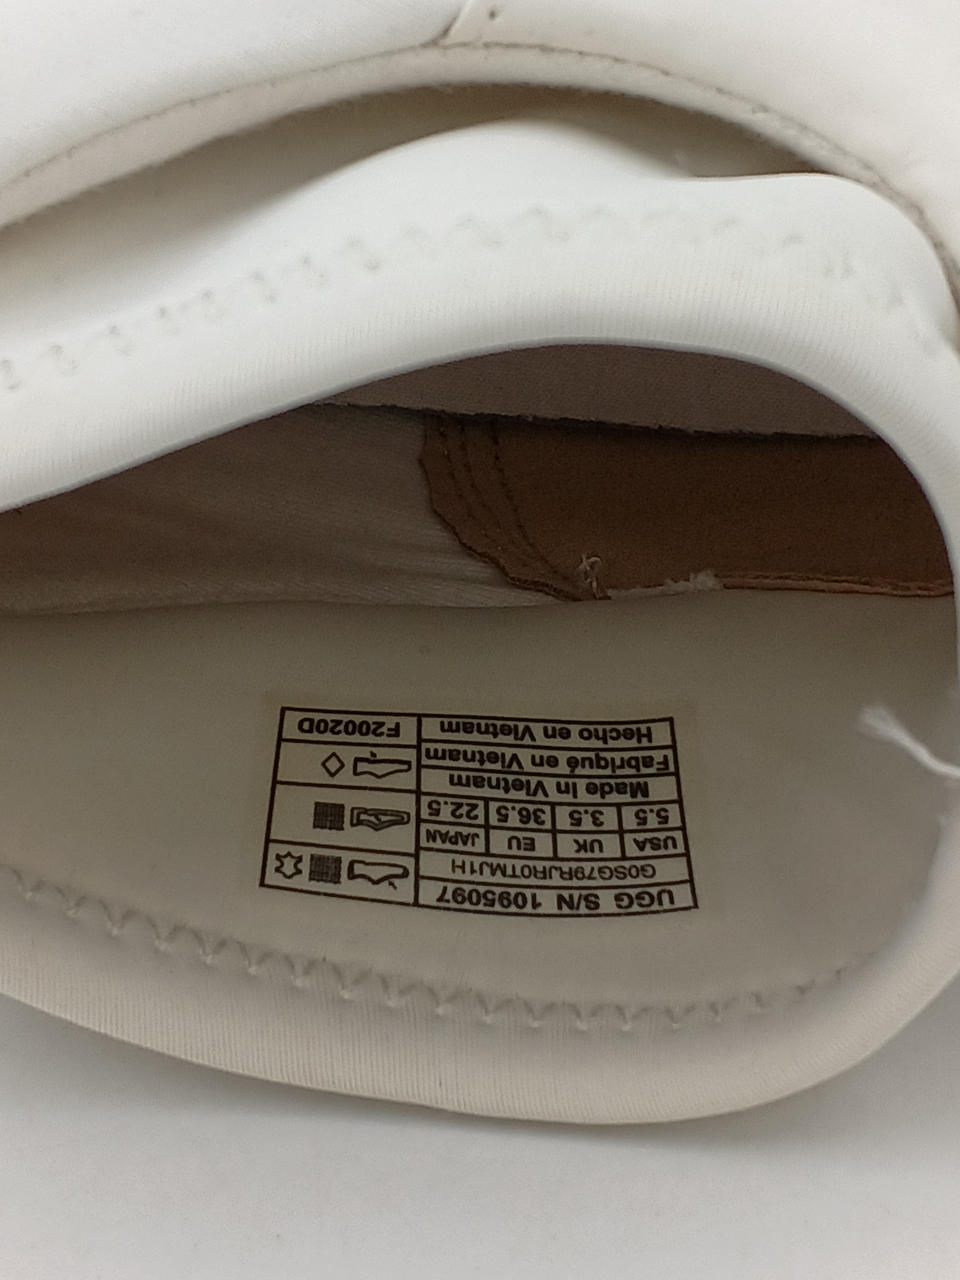 UGG S/N 1095097
G0SG79RJR0TMJ1H
USA UK EU JAPAN
5.5 3.5 36.5 22.5
Made in Vietnam
Fabriqué en Vietnam
Hecho en Vietnam
F20020D